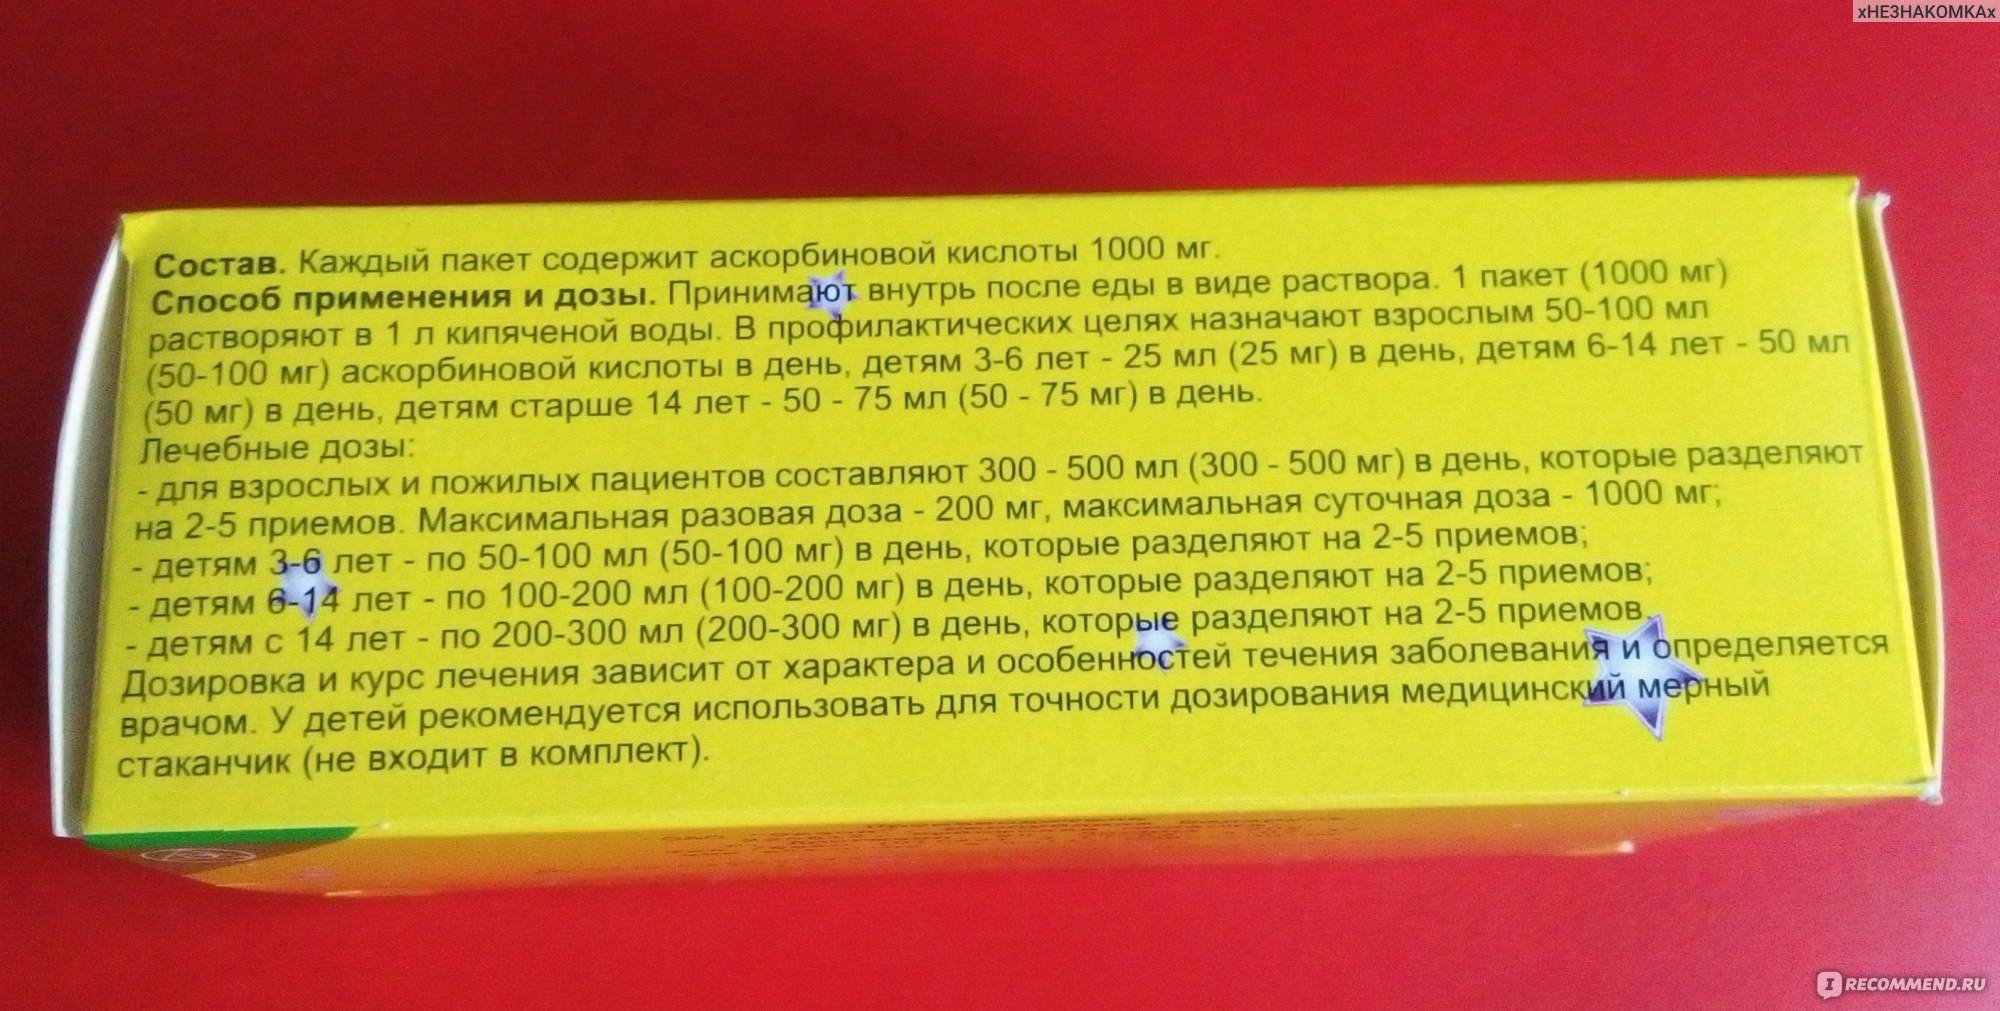 xНЕЗНАКОМКАx
Состав. Каждый пакет содержит аскорбиновой кислоты 1000 мг.
Способ применения и дозы. Принимают внутрь после еды в виде раствора. 1 пакет (1000 мг)
растворяют в 1 л кипяченой воды. В профилактических целях назначают взрослым 50-100 мл
(50-100 мг) аскорбиновой кислоты в день, детям 3-6 лет - 25 мл (25 мг) в день, детям 6-14 лет - 50 мл
(50 мг) в день, детям старше 14 лет - 50 - 75 мл (50 - 75 мг) в день.
Лечебные дозы:
- для взрослых и пожилых пациентов составляют 300 - 500 мл (300 - 500 мг) в день, которые разделяют
на 2-5 приемов. Максимальная разовая доза - 200 мг, максимальная суточная доза - 1000 мг;
- детям 3-6 лет - по 50-100 мл (50-100 мг) в день, которые разделяют на 2-5 приемов;
- детям 6-14 лет - по 100-200 мл (100-200 мг) в день, которые разделяют на 2-5 приемов;
- детям с 14 лет - по 200-300 мл (200-300 мг) в день, которые разделяют на 2-5 приемов.
Дозировка и курс лечения зависит от характера и особенностей течения заболевания и определяется
врачом. У детей рекомендуется использовать для точности дозирования медицинский мерный
стаканчик (не входит в комплект).
IRECOMMEND.RU